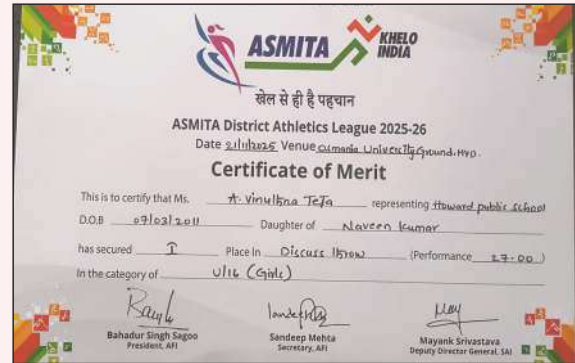 ASMITA KHELO INDIA
खेल से ही है पहचान
ASMITA District Athletics League 2025-26
Date 21/11/2025 Venue Osmania University Ground. HYD.
Certificate of Merit
This is to certify that Ms. A. Vinulhna Teja representing Howard public school
D.O.B 07/03/2011 Daughter of Naveen kumar
has secured I Place In Discuss throw (Performance 27.00)
In the category of U/16 (Girls)
Bahadur Singh Sagoo
President, AFI
Sandeep Mehta
Secretary, AFI
Mayank Srivastava
Deputy Director General, SAI